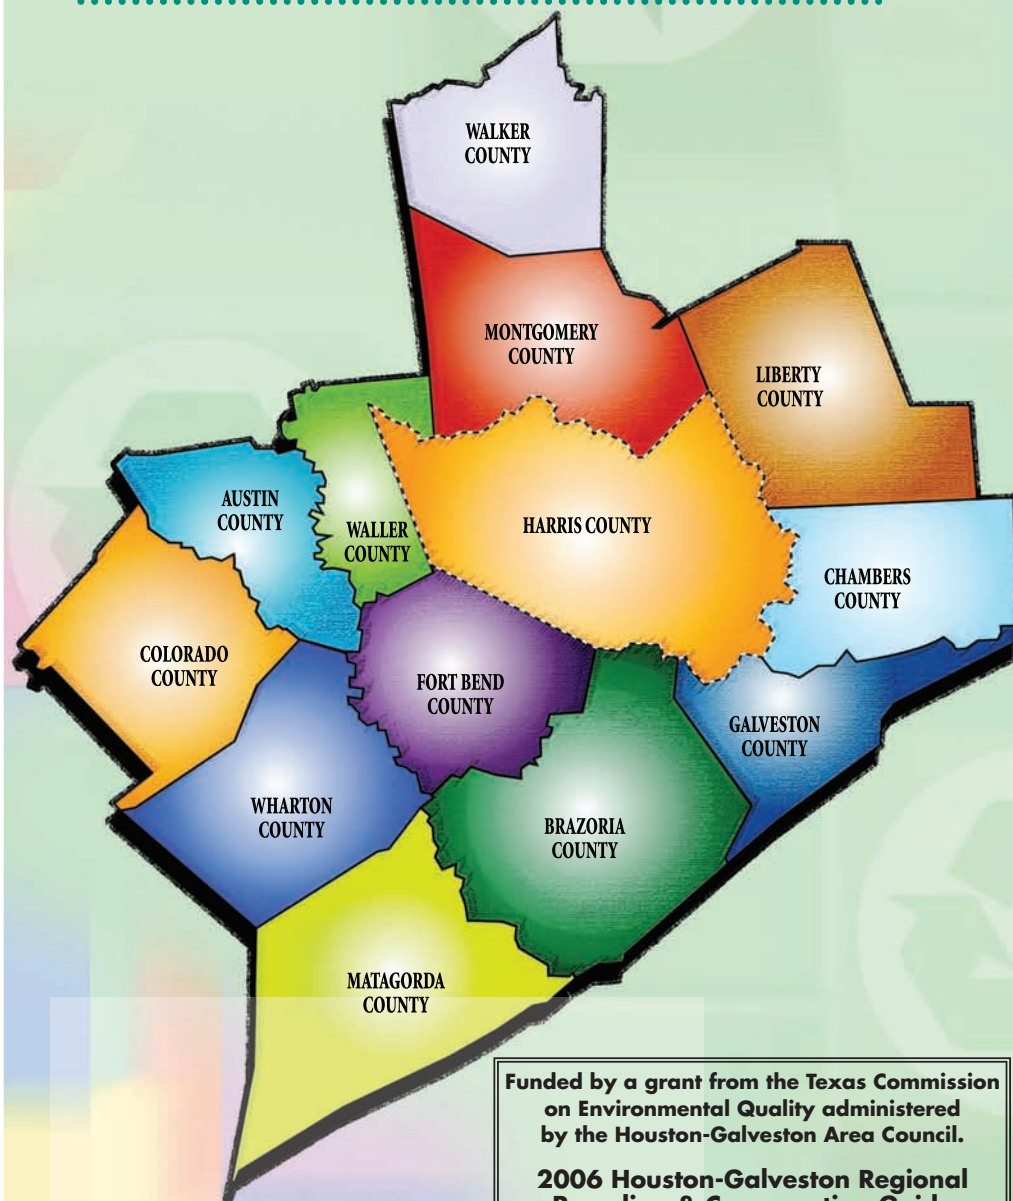 WALKER
COUNTY
MONTGOMERY
COUNTY
LIBERTY
COUNTY
AUSTIN
COUNTY
WALLER
COUNTY
HARRIS COUNTY
CHAMBERS
COUNTY
COLORADO
COUNTY
FORT BEND
COUNTY
GALVESTON
COUNTY
WHARTON
COUNTY
BRAZORIA
COUNTY
MATAGORDA
COUNTY
Funded by a grant from the Texas Commission
on Environmental Quality administered
by the Houston-Galveston Area Council.
2006 Houston-Galveston Regional